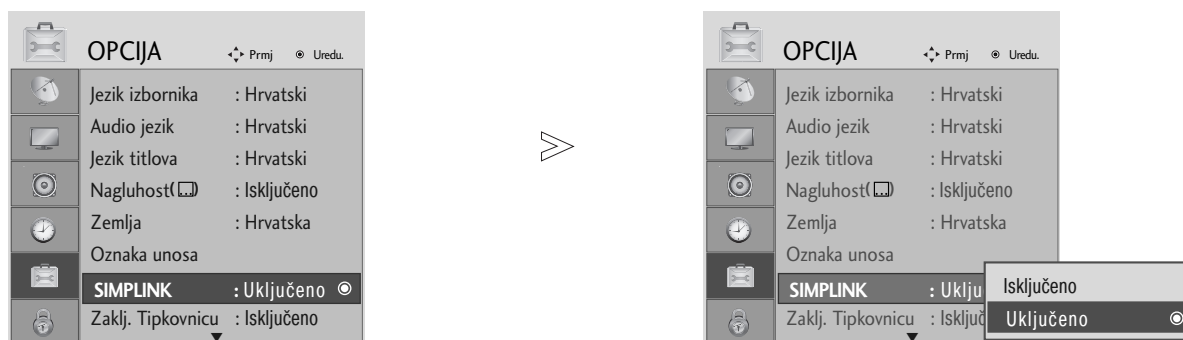 OPCIJA Prmj Uredu.
Jezik izbornika : Hrvatski
Audio jezik : Hrvatski
Jezik titlova : Hrvatski
Nagluhost( ) : Isključeno
Zemlja : Hrvatska
Oznaka unosa
SIMPLINK : Uključeno
Zaklj. Tipkovnicu : Isključeno
>
OPCIJA Prmj Uredu.
Jezik izbornika : Hrvatski
Audio jezik : Hrvatski
Jezik titlova : Hrvatski
Nagluhost( ) : Isključeno
Zemlja : Hrvatska
Oznaka unosa
SIMPLINK : Uklju
Zaklj. Tipkovnicu : Isključ
Isključeno
Uključeno